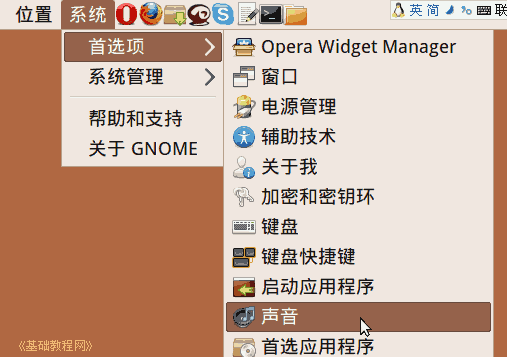 位置 系统 英 简 联
首选项
系统管理
帮助和支持
关于 GNOME
Opera Widget Manager
窗口
电源管理
辅助技术
关于我
加密和密钥环
键盘
键盘快捷键
启动应用程序
声音
首选应用程序
《基础教程网》